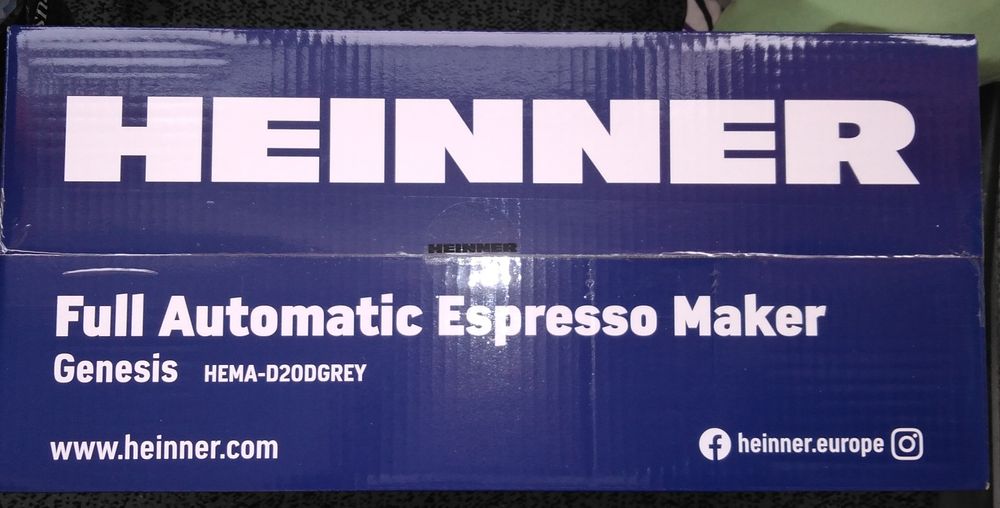 HEINNER
HEINNER
Full Automatic Espresso Maker
Genesis HEMA-D20DGREY
www.heinner.com
heinner.europe